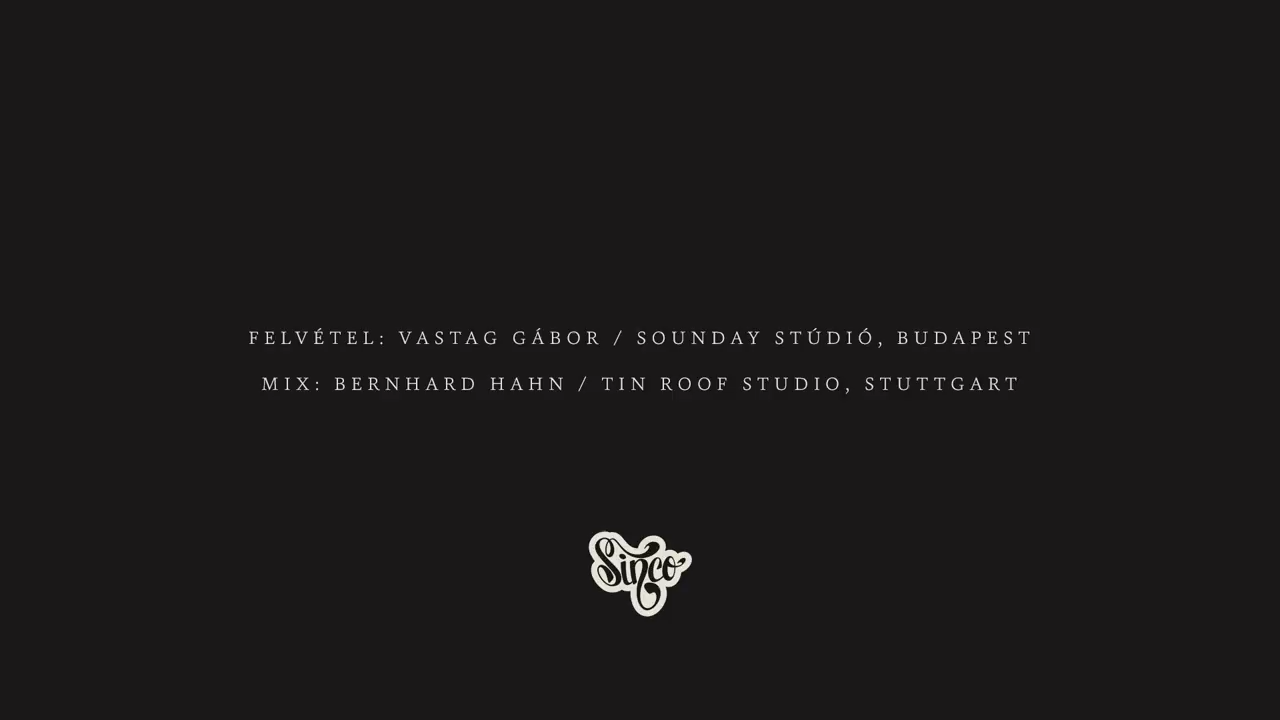 FELVÉTEL: VASTAG GÁBOR / SOUNDAY STÚDIÓ, BUDAPEST
MIX: BERNHARD HAHN / TIN ROOF STUDIO, STUTTGART
Sinco